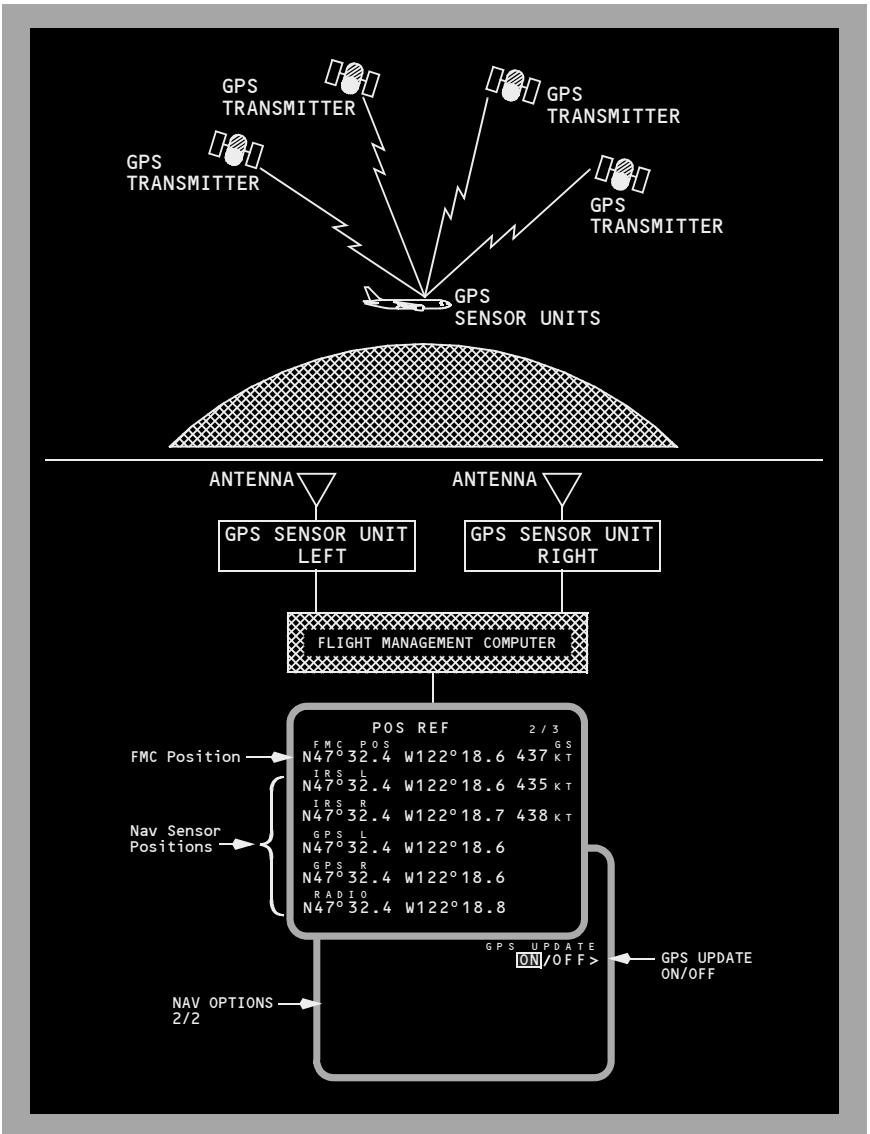 GPS
TRANSMITTER
GPS
TRANSMITTER
GPS
TRANSMITTER
GPS
TRANSMITTER
GPS
SENSOR UNITS
ANTENNA
ANTENNA
GPS SENSOR UNIT
LEFT
GPS SENSOR UNIT
RIGHT
FLIGHT MANAGEMENT COMPUTER
POS REF 2/3
FMC POS GS
N47°32.4 W122°18.6 437 KT
IRS L
N47°32.4 W122°18.6 435 KT
IRS R
N47°32.4 W122°18.7 438 KT
GPS L
N47°32.4 W122°18.6
GPS R
N47°32.4 W122°18.6
RADIO
N47°32.4 W122°18.8
FMC Position
Nav Sensor
Positions
GPS UPDATE
ON/OFF>
GPS UPDATE
ON/OFF
NAV OPTIONS
2/2